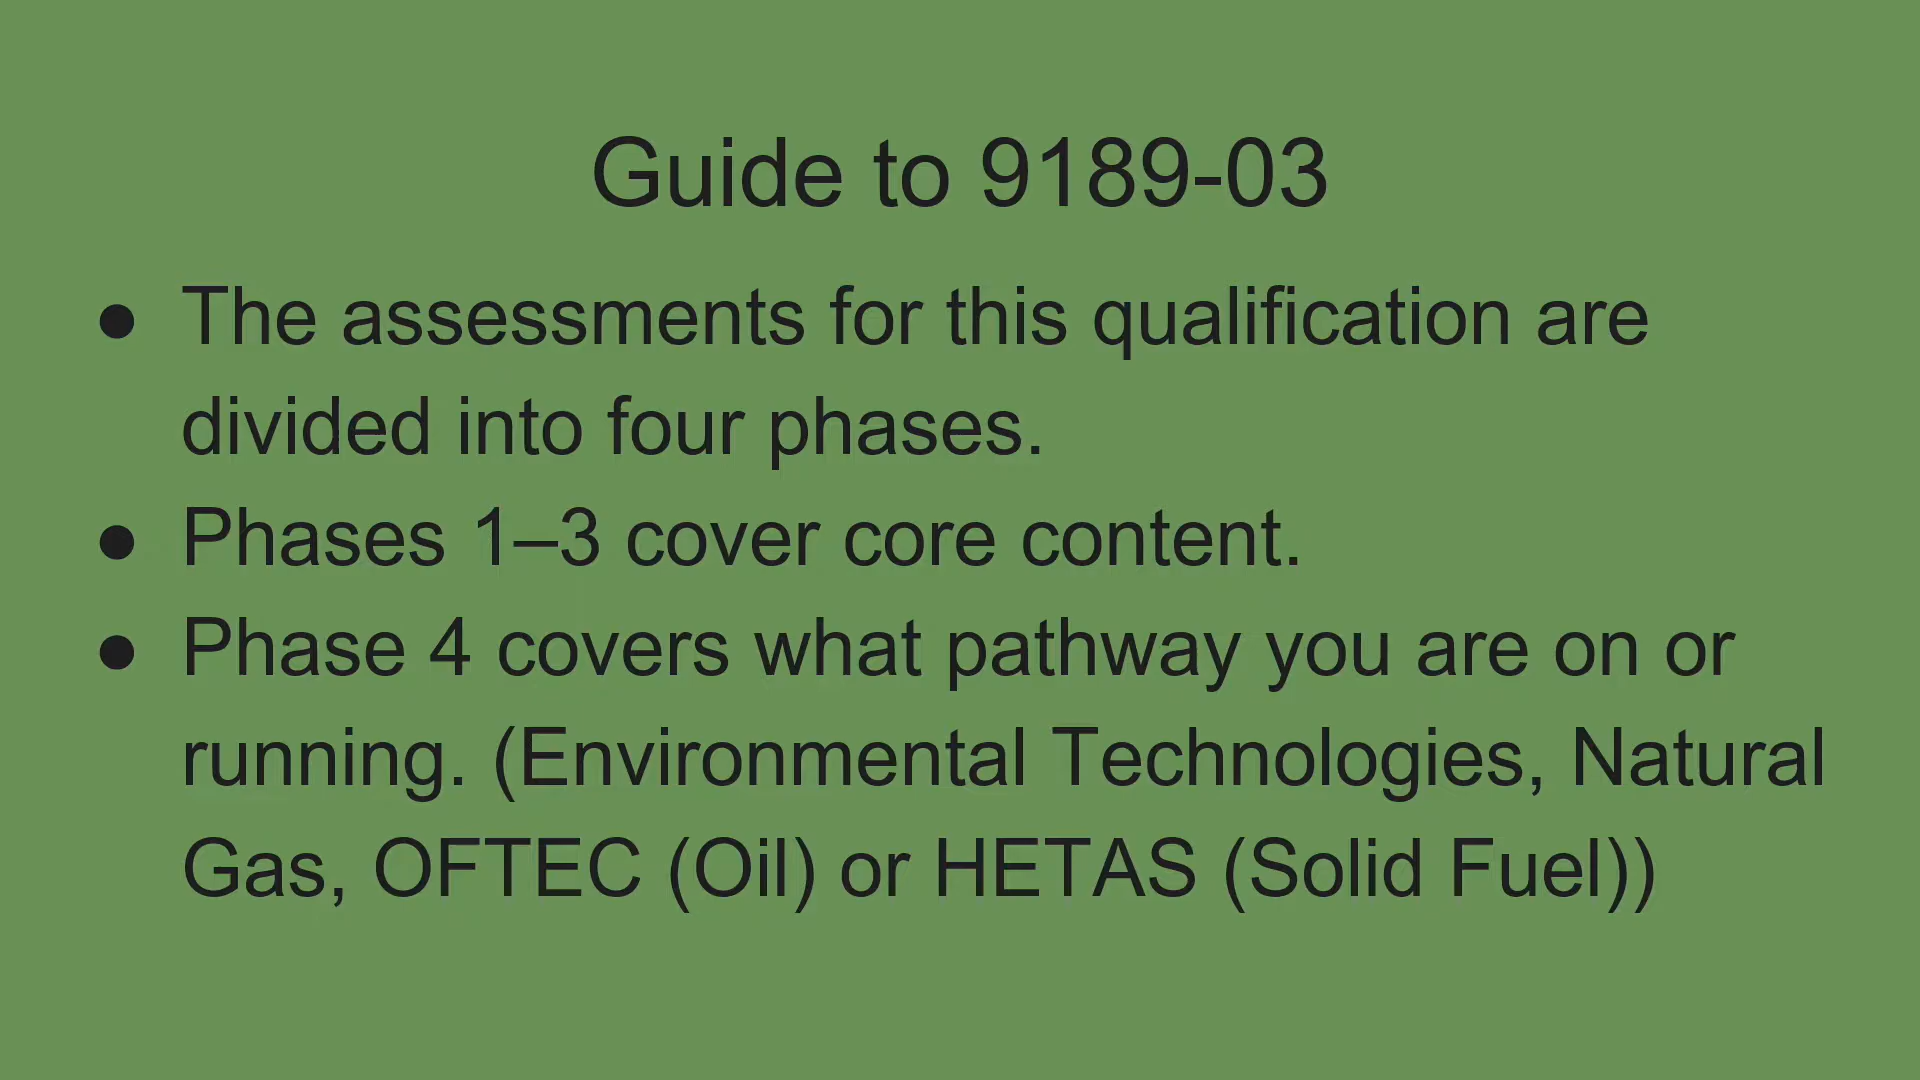 Guide to 9189-03
● The assessments for this qualification are
divided into four phases.
● Phases 1–3 cover core content.
● Phase 4 covers what pathway you are on or
running. (Environmental Technologies, Natural
Gas, OFTEC (Oil) or HETAS (Solid Fuel))